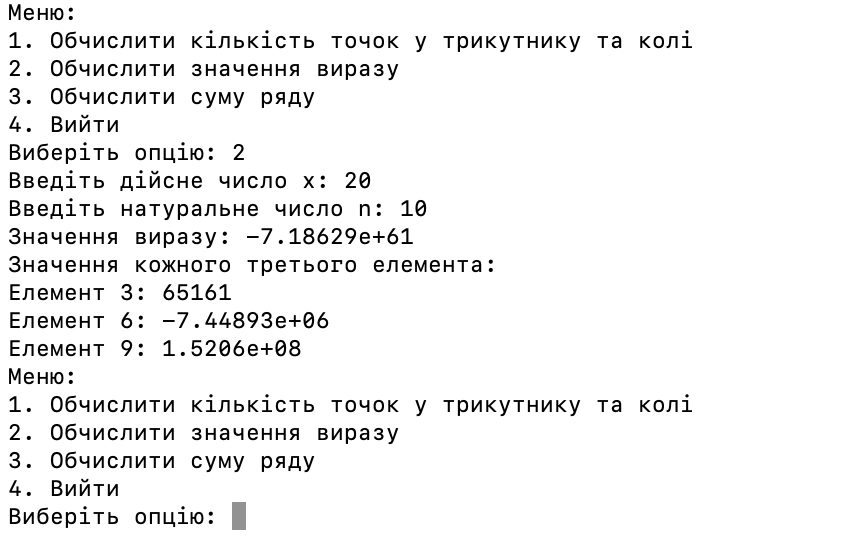 Меню:
1. Обчислити кількість точок у трикутнику та колі
2. Обчислити значення виразу
3. Обчислити суму ряду
4. Вийти
Виберіть опцію: 2
Введіть дійсне число x: 20
Введіть натуральне число n: 10
Значення виразу: -7.18629e+61
Значення кожного третього елемента:
Елемент 3: 65161
Елемент 6: -7.44893e+06
Елемент 9: 1.5206e+08
Меню:
1. Обчислити кількість точок у трикутнику та колі
2. Обчислити значення виразу
3. Обчислити суму ряду
4. Вийти
Виберіть опцію: